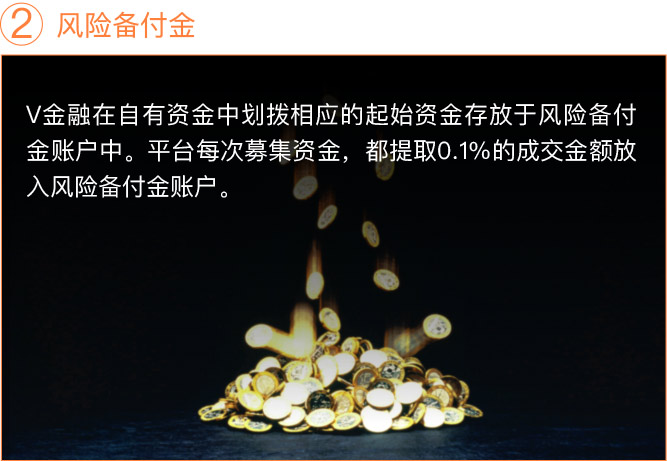 2 风险备付金
V金融在自有资金中划拨相应的起始资金存放于风险备付
金账户中。平台每次募集资金，都提取0.1%的成交金额放
入风险备付金账户。